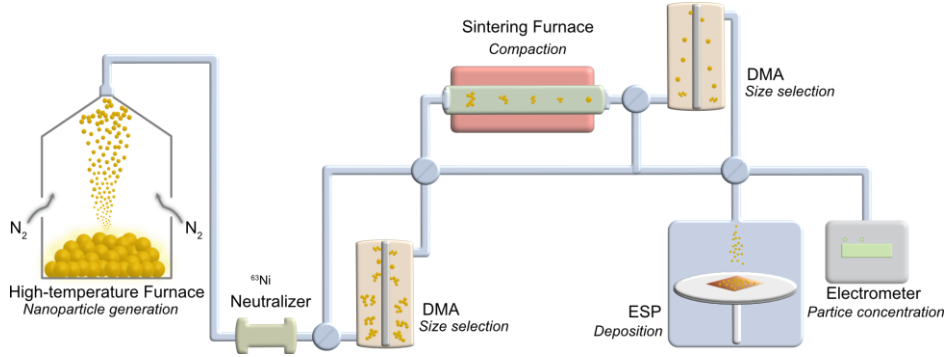 Sintering Furnace
Compaction
DMA
Size selection
N2
N2
High-temperature Furnace
Nanoparticle generation
63Ni
Neutralizer
DMA
Size selection
ESP
Deposition
Electrometer
Partice concentration